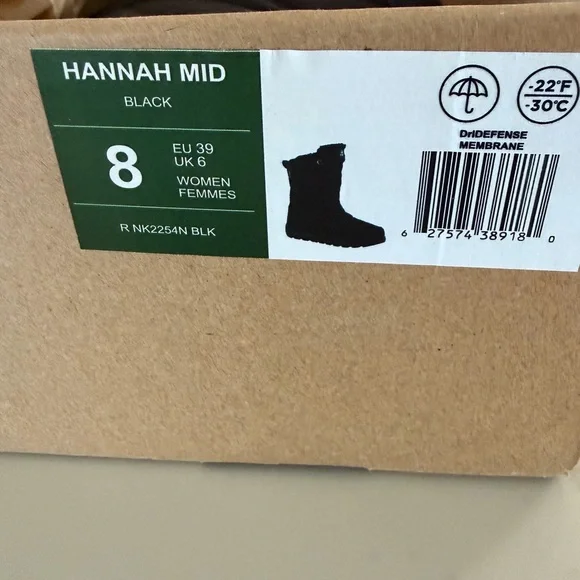 HANNAH MID
BLACK
8
EU 39
UK 6
WOMEN
FEMMES
R NK2254N BLK
-22°F
-30°C
DriDEFENSE
MEMBRANE
6 27574 38918 0